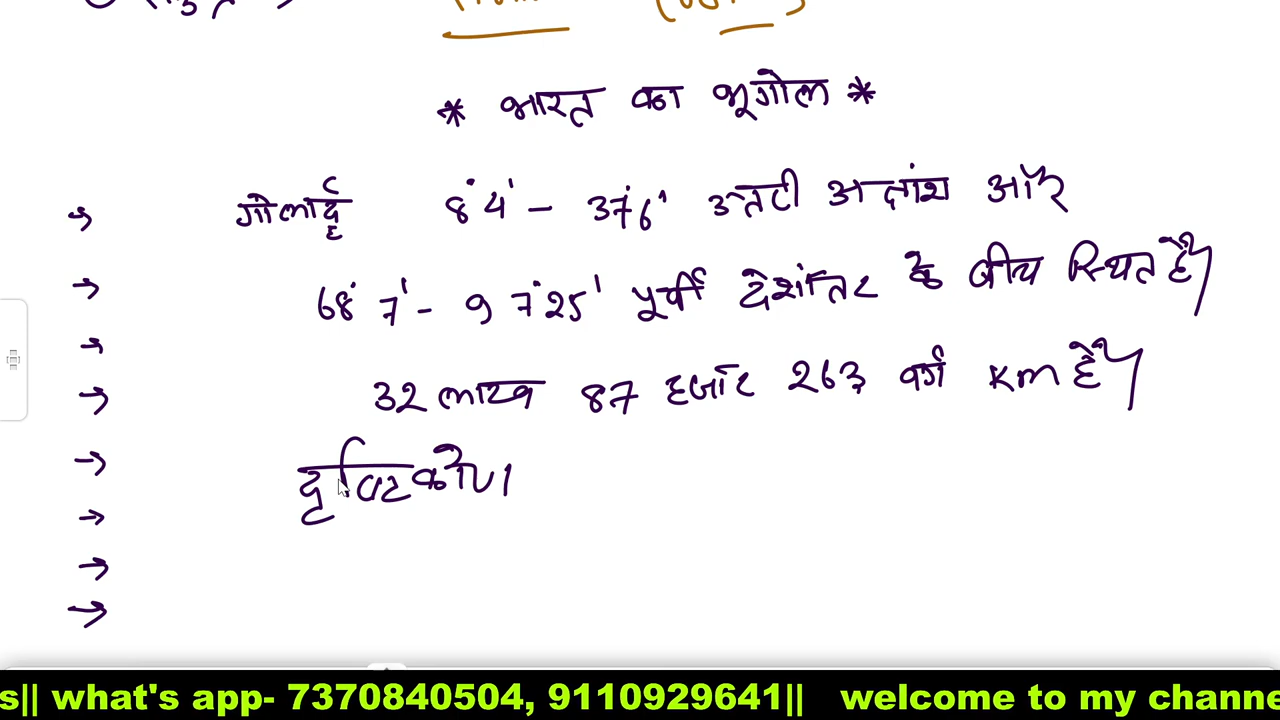 * भारत का भूगोल *
→ गोलार्द्ध 8°4' - 37°6' उत्तरी अक्षांश और
→ 68°7' - 97°25' पूर्वी देशांतर के बीच स्थित है।
→
→ 32 लाख 87 हजार 263 वर्ग km है।
→ दृष्टिकोण
→
→
→
s|| what's app- 7370840504, 9110929641|| welcome to my channe